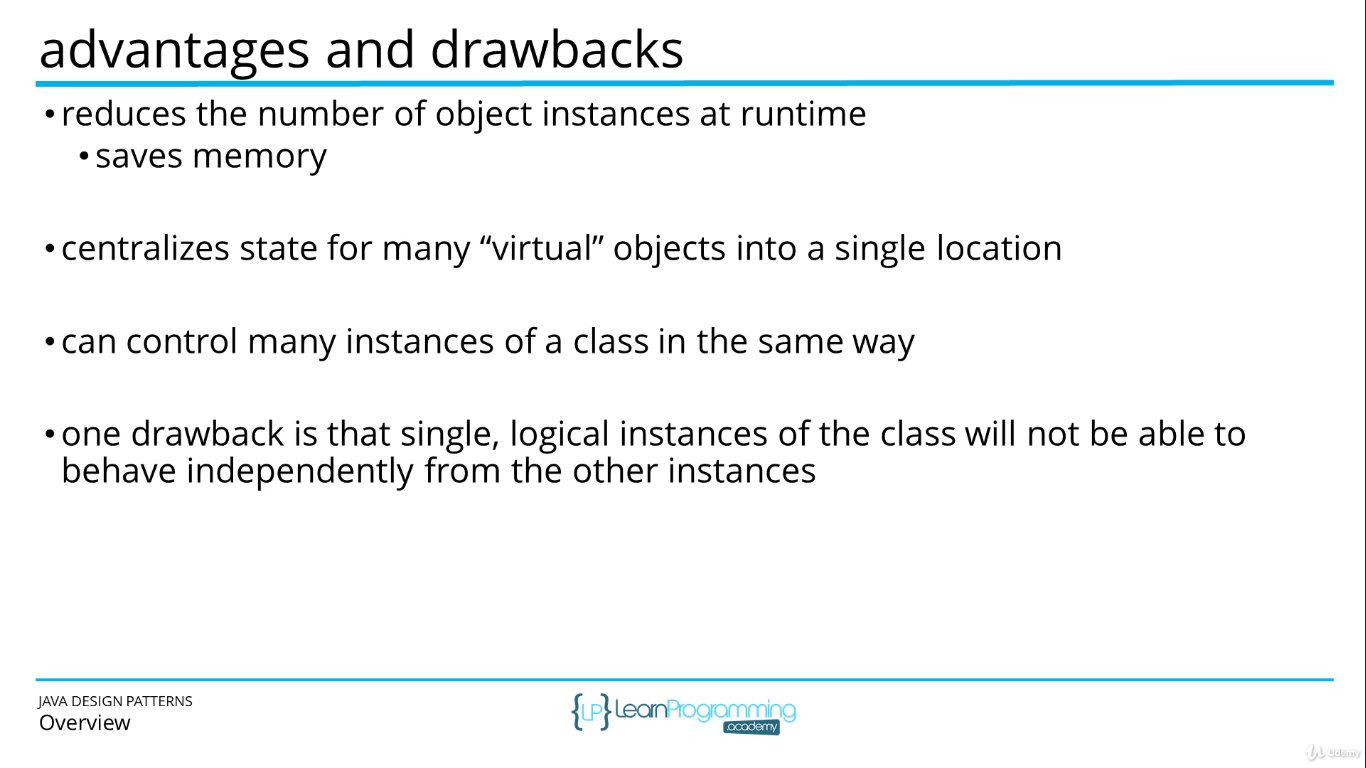 advantages and drawbacks
• reduces the number of object instances at runtime
• saves memory
• centralizes state for many “virtual” objects into a single location
• can control many instances of a class in the same way
• one drawback is that single, logical instances of the class will not be able to
behave independently from the other instances
JAVA DESIGN PATTERNS
Overview
{LP} LearnProgramming
.academy
Udemy